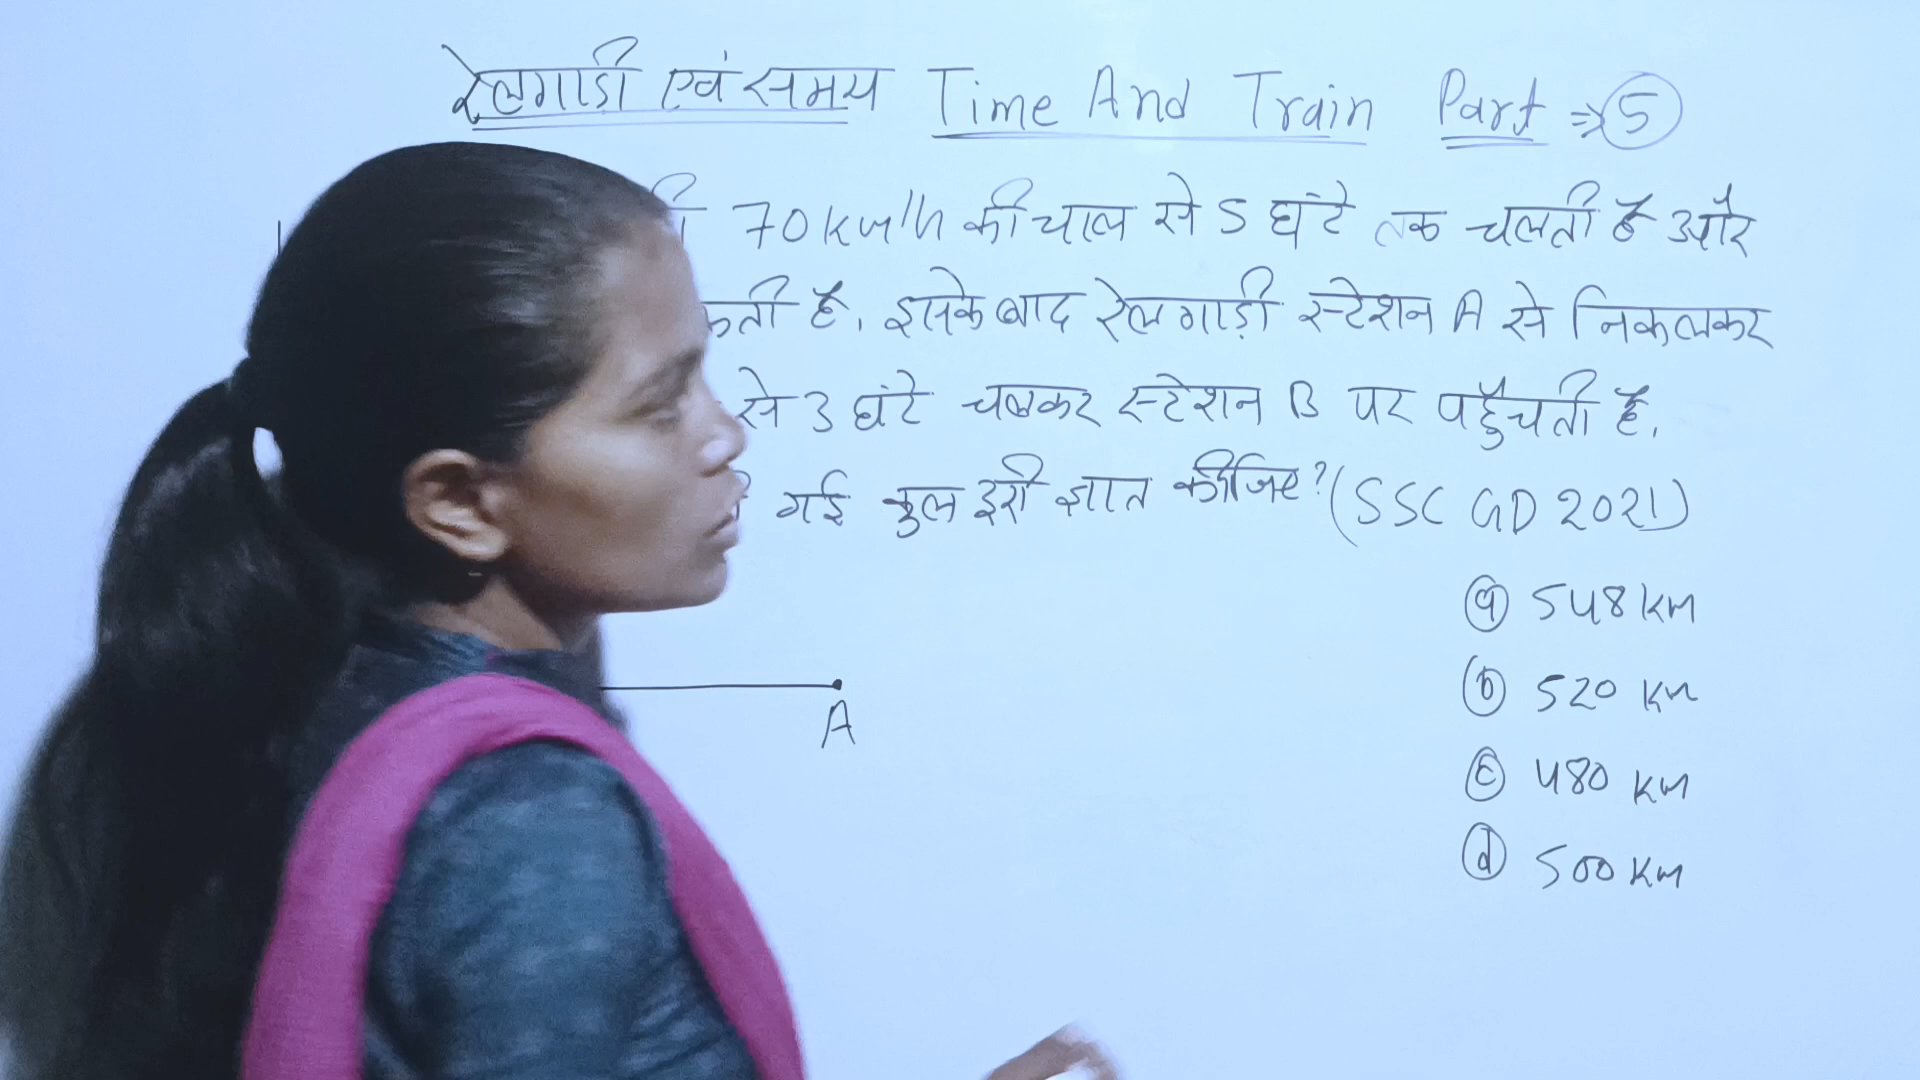 रेलगाड़ी एवं समय Time And Train Part ⇒ 5
70 km/h की चाल से 5 घंटे तक चलती है और
है. इसके बाद रेलगाड़ी स्टेशन A से निकलकर
से 3 घंटे चलकर स्टेशन B पर पहुँचती है.
गई कुल दुरी ज्ञात कीजिए? (SSC GD 2021)
(a) 548 km
(b) 520 km
(c) 480 km
(d) 500 km
A